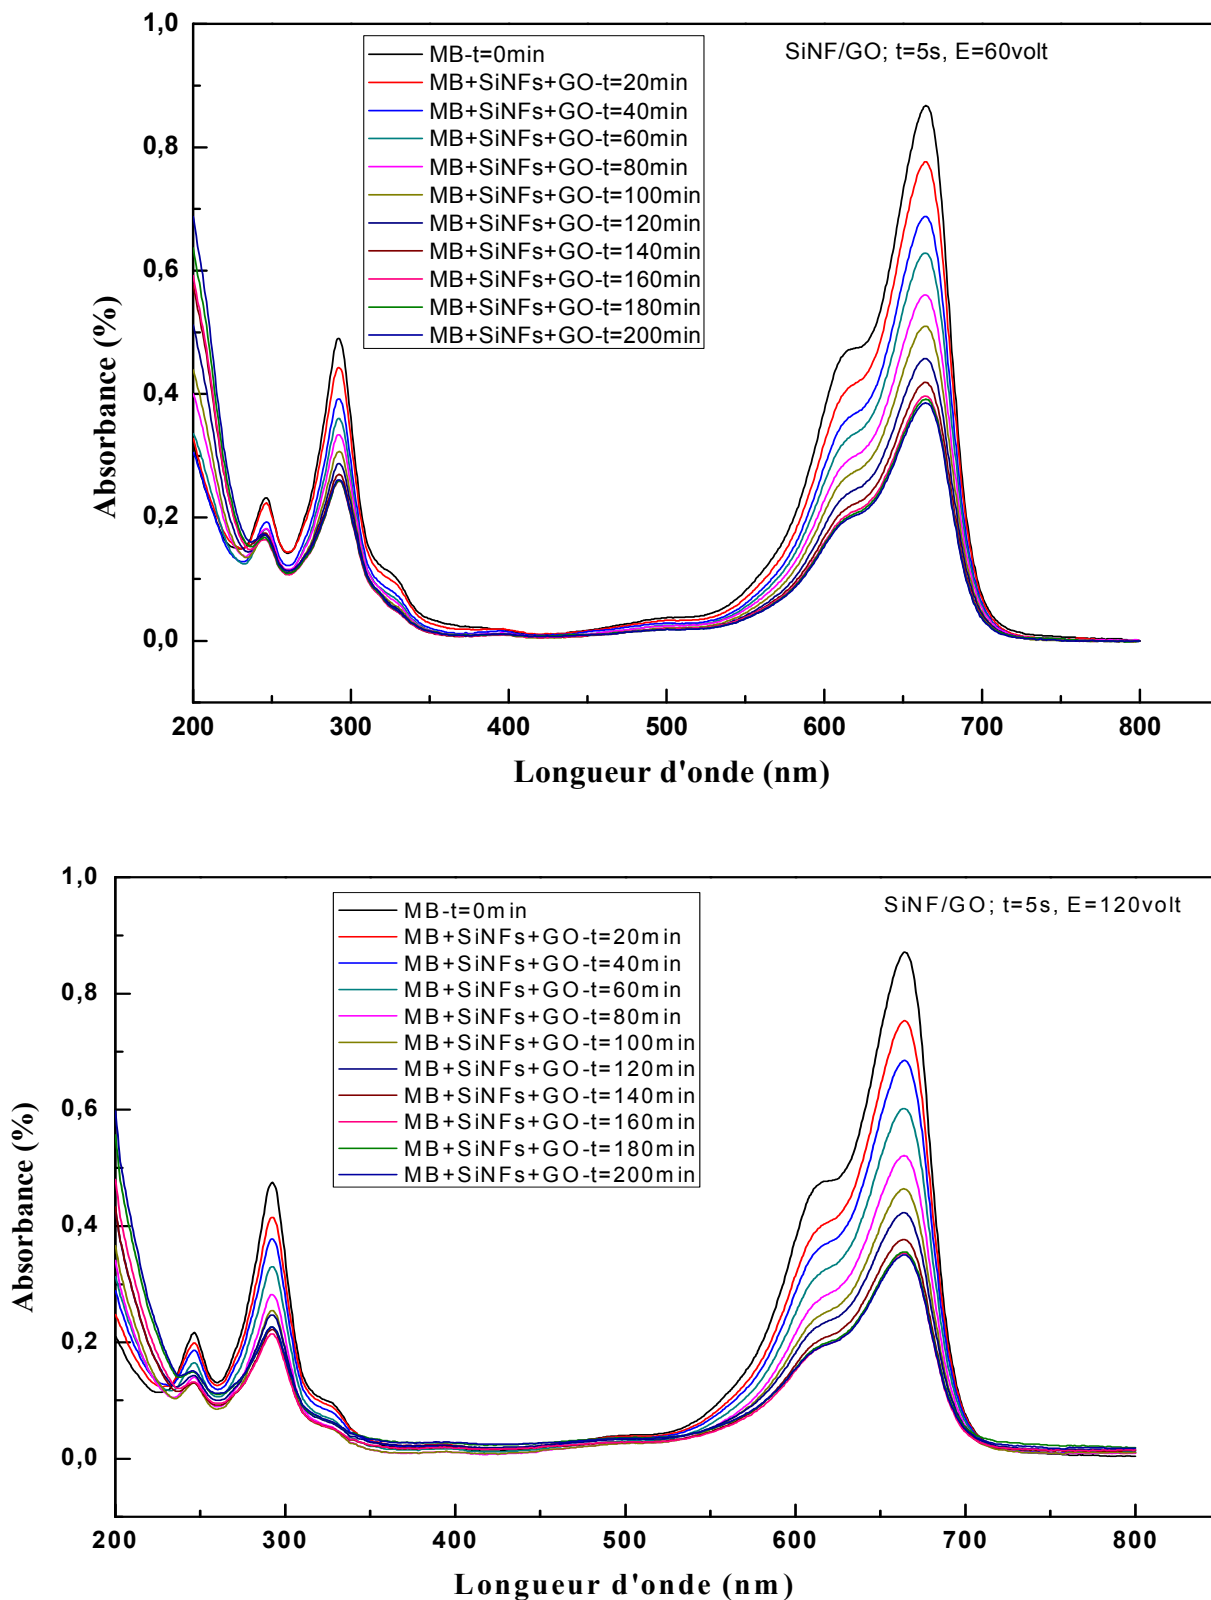 1,0
0,8
0,6
0,4
0,2
0,0
Absorbance (%)
MB-t=0min
MB+SiNFs+GO-t=20min
MB+SiNFs+GO-t=40min
MB+SiNFs+GO-t=60min
MB+SiNFs+GO-t=80min
MB+SiNFs+GO-t=100min
MB+SiNFs+GO-t=120min
MB+SiNFs+GO-t=140min
MB+SiNFs+GO-t=160min
MB+SiNFs+GO-t=180min
MB+SiNFs+GO-t=200min
SiNF/GO; t=5s, E=60volt
200 300 400 500 600 700 800
Longueur d'onde (nm)
1,0
0,8
0,6
0,4
0,2
0,0
Absorbance (%)
MB-t=0min
MB+SiNFs+GO-t=20min
MB+SiNFs+GO-t=40min
MB+SiNFs+GO-t=60min
MB+SiNFs+GO-t=80min
MB+SiNFs+GO-t=100min
MB+SiNFs+GO-t=120min
MB+SiNFs+GO-t=140min
MB+SiNFs+GO-t=160min
MB+SiNFs+GO-t=180min
MB+SiNFs+GO-t=200min
SiNF/GO; t=5s, E=120volt
200 300 400 500 600 700 800
Longueur d'onde (nm)